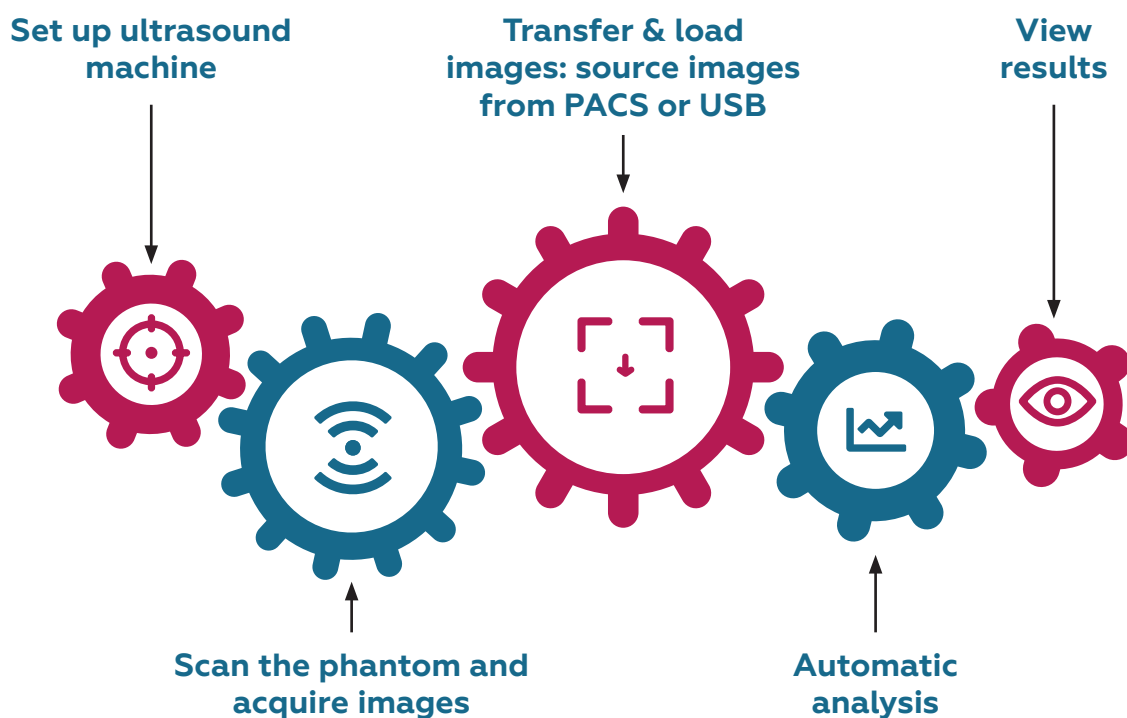 Set up ultrasound
machine
Transfer & load
images: source images
from PACS or USB
View
results
Scan the phantom and
acquire images
Automatic
analysis